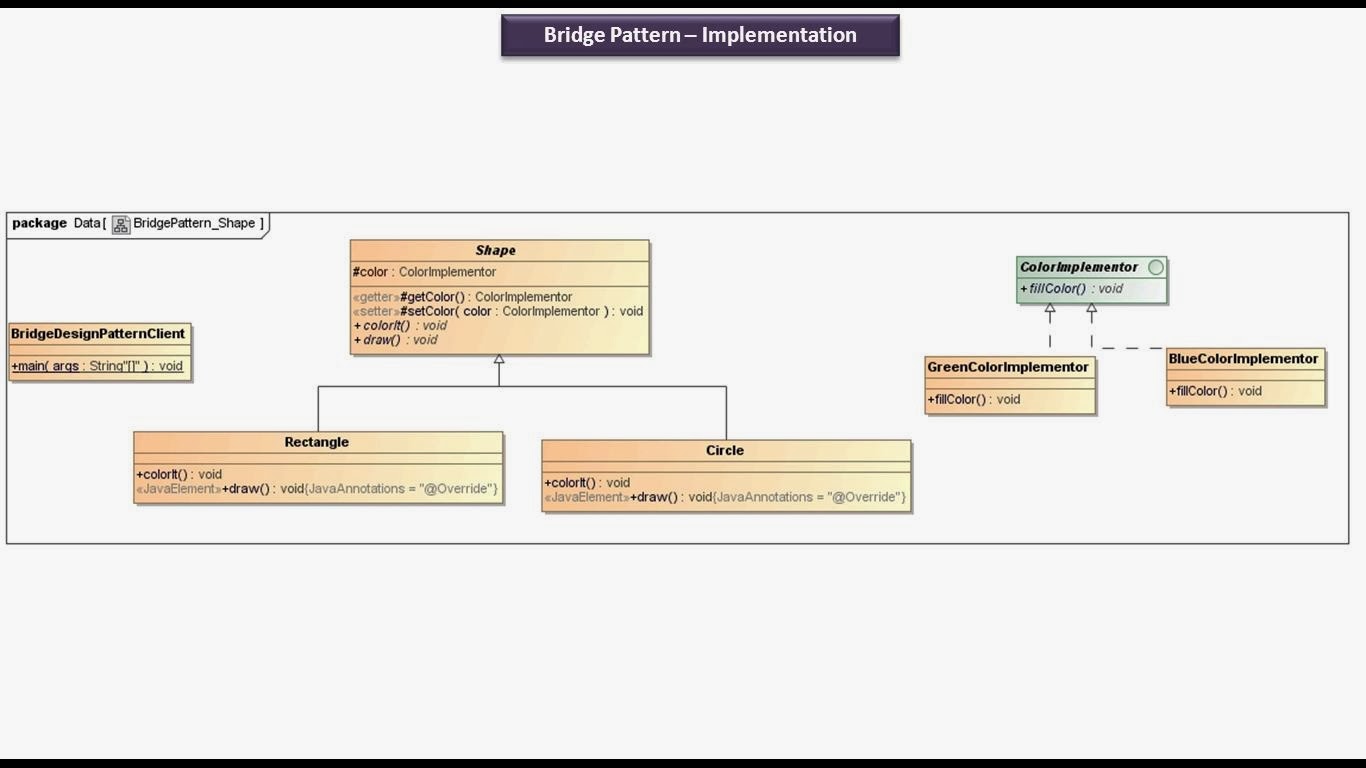 Bridge Pattern – Implementation
package Data[ BridgePattern_Shape ]
Shape
#color : ColorImplementor
«getter»#getColor() : ColorImplementor
«setter»#setColor( color : ColorImplementor ) : void
+colorIt() : void
+draw() : void
ColorImplementor
+fillColor() : void
BridgeDesignPatternClient
+main( args : String"[]" ) : void
GreenColorImplementor
+fillColor() : void
BlueColorImplementor
+fillColor() : void
Rectangle
+colorIt() : void
«JavaElement»+draw() : void{JavaAnnotations = "@Override"}
Circle
+colorIt() : void
«JavaElement»+draw() : void{JavaAnnotations = "@Override"}